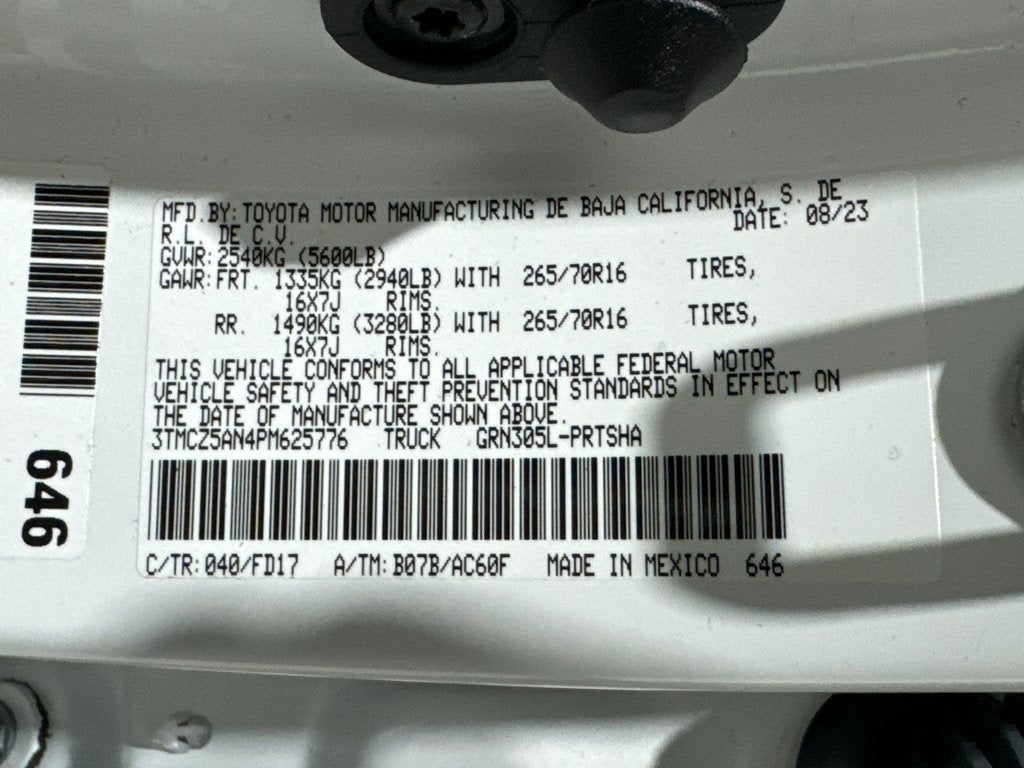 MFD.BY:TOYOTA MOTOR MANUFACTURING DE BAJA CALIFORNIA, S. DE
R.L. DE C.V. DATE: 08/23
GVWR:2540KG (5600LB)
GAWR:FRT. 1335KG (2940LB) WITH 265/70R16 TIRES,
16X7J RIMS.
RR. 1490KG (3280LB) WITH 265/70R16 TIRES,
16X7J RIMS.
THIS VEHICLE CONFORMS TO ALL APPLICABLE FEDERAL MOTOR
VEHICLE SAFETY AND THEFT PREVENTION STANDARDS IN EFFECT ON
THE DATE OF MANUFACTURE SHOWN ABOVE.
3TMCZ5AN4PM625776 TRUCK GRN305L-PRTSHA
C/TR:040/FD17 A/TM:B07B/AC60F MADE IN MEXICO 646
646